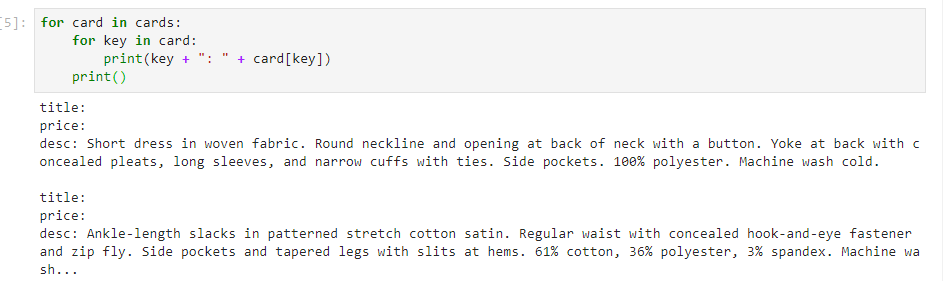 [5]: for card in cards:
    for key in card:
        print(key + ": " + card[key])
    print()
title:
price:
desc: Short dress in woven fabric. Round neckline and opening at back of neck with a button. Yoke at back with c
oncealed pleats, long sleeves, and narrow cuffs with ties. Side pockets. 100% polyester. Machine wash cold.
title:
price:
desc: Ankle-length slacks in patterned stretch cotton satin. Regular waist with concealed hook-and-eye fastener
and zip fly. Side pockets and tapered legs with slits at hems. 61% cotton, 36% polyester, 3% spandex. Machine wa
sh...